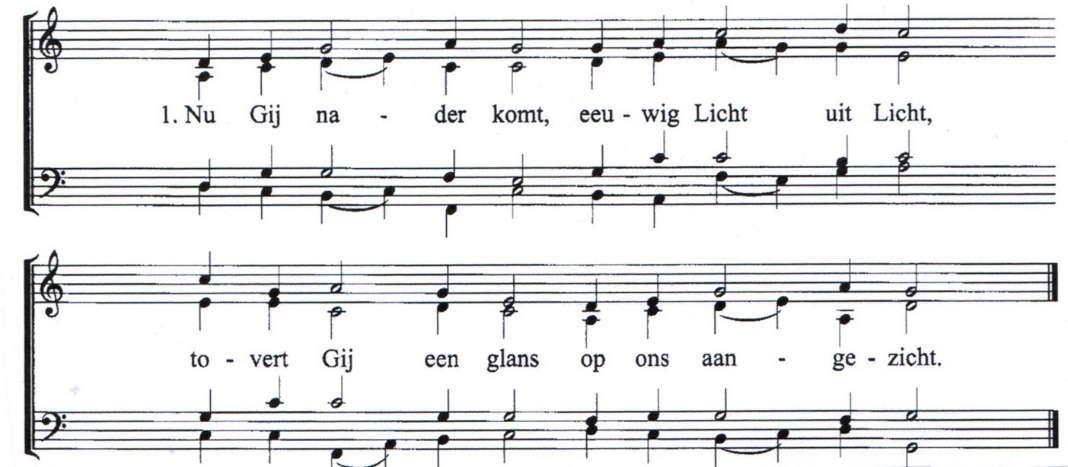 1. Nu Gij na - der komt, eeu - wig Licht uit Licht,
to - vert Gij een glans op ons aan - ge - zicht.